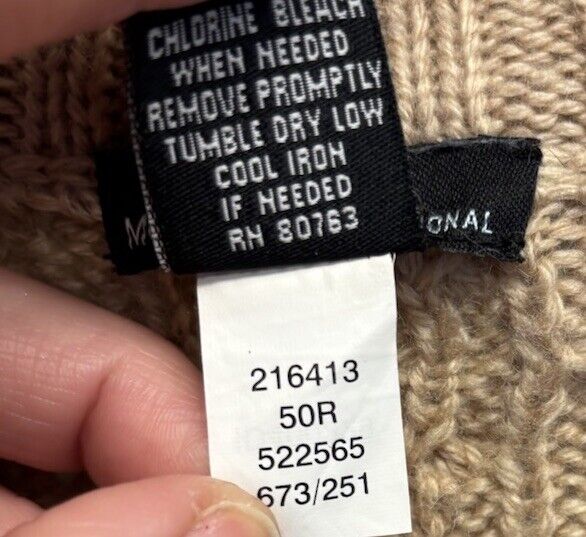 CHLORINE BLEACH
WHEN NEEDED
REMOVE PROMPTLY
TUMBLE DRY LOW
COOL IRON
IF NEEDED
RN 80763
216413
50R
522565
673/251